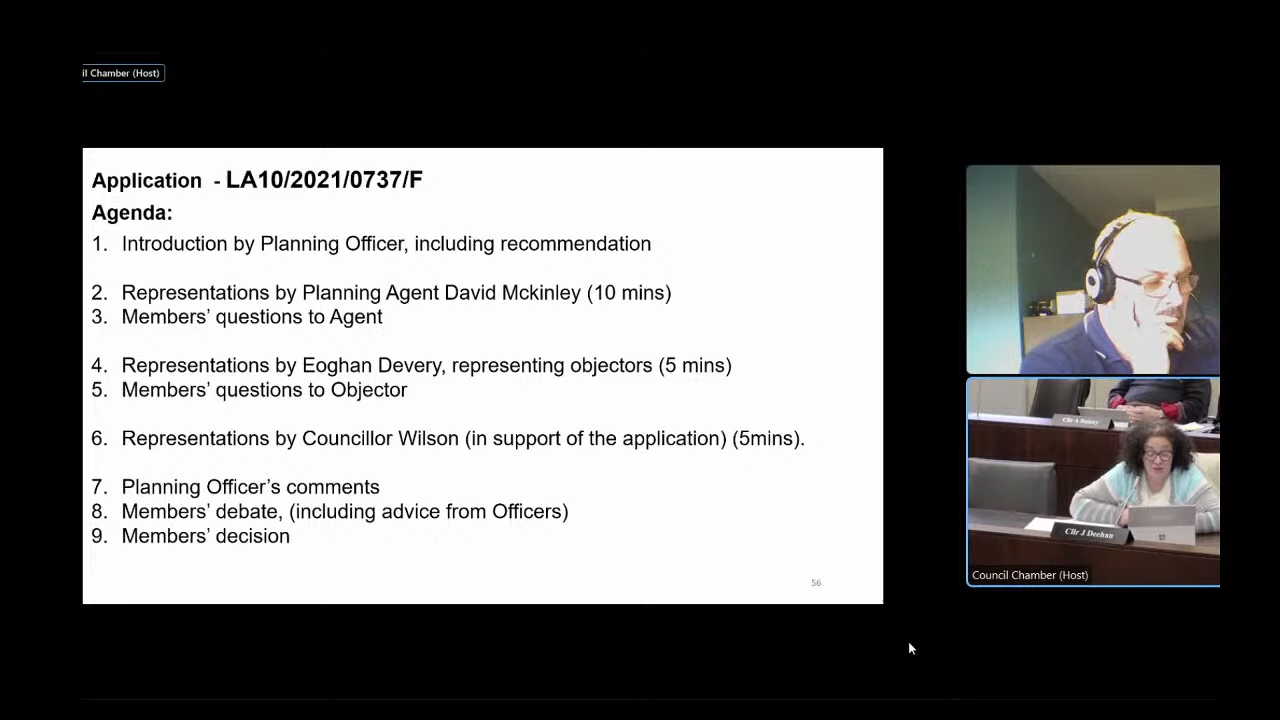 il Chamber (Host)
Application - LA10/2021/0737/F
Agenda:
1. Introduction by Planning Officer, including recommendation
2. Representations by Planning Agent David Mckinley (10 mins)
3. Members' questions to Agent
4. Representations by Eoghan Devery, representing objectors (5 mins)
5. Members' questions to Objector
6. Representations by Councillor Wilson (in support of the application) (5mins).
7. Planning Officer's comments
8. Members' debate, (including advice from Officers)
9. Members' decision
56
Cllr A Rainey
Cllr J Deehan
Council Chamber (Host)